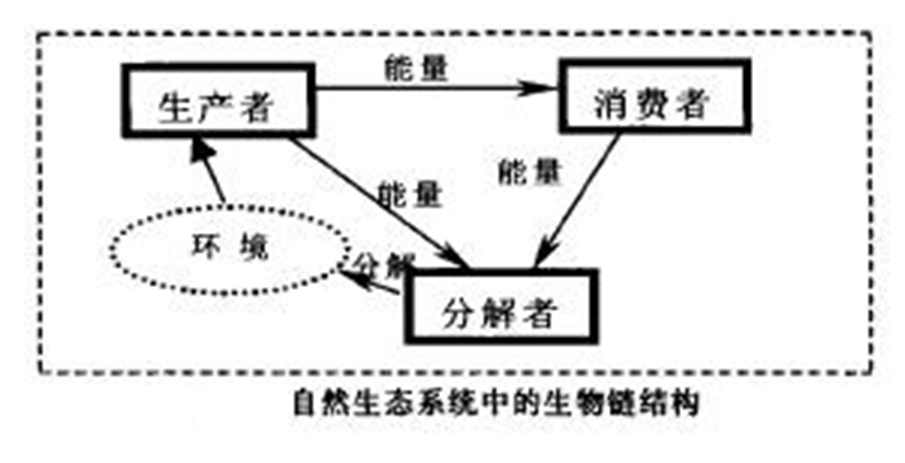 能量
生产者
消费者
能量
能量
环境
分解
分解者
自然生态系统中的生物链结构